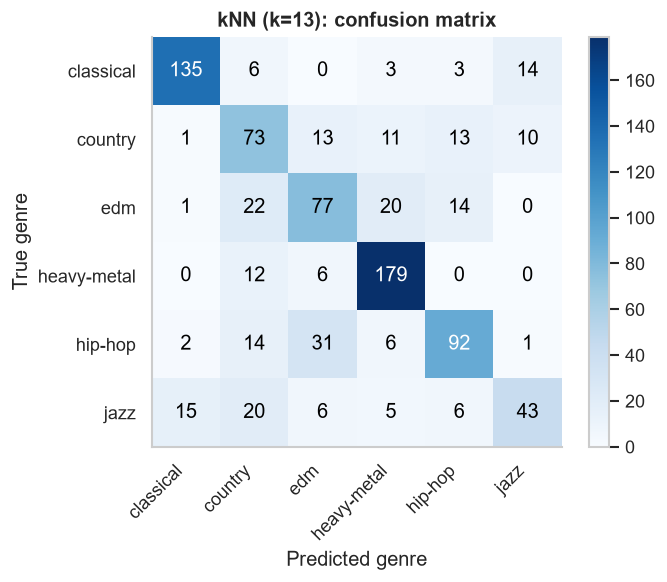 kNN (k=13): confusion matrix
classical 135 6 0 3 3 14
country 1 73 13 11 13 10
edm 1 22 77 20 14 0
heavy-metal 0 12 6 179 0 0
hip-hop 2 14 31 6 92 1
jazz 15 20 6 5 6 43
classical country edm heavy-metal hip-hop jazz
Predicted genre
True genre
160
140
120
100
80
60
40
20
0